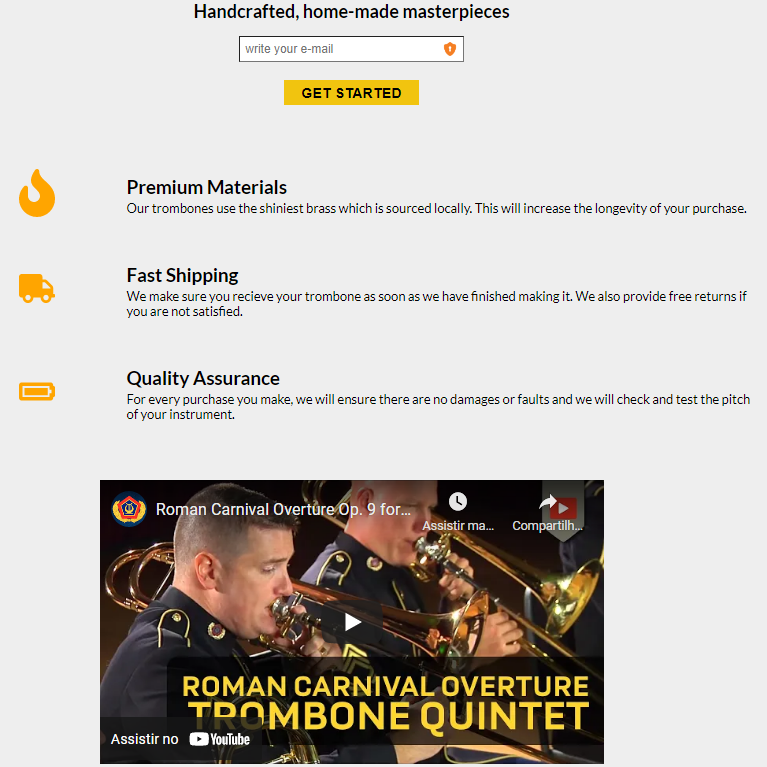 Handcrafted, home-made masterpieces
write your e-mail
GET STARTED
Premium Materials
Our trombones use the shiniest brass which is sourced locally. This will increase the longevity of your purchase.
Fast Shipping
We make sure you recieve your trombone as soon as we have finished making it. We also provide free returns if
you are not satisfied.
Quality Assurance
For every purchase you make, we will ensure there are no damages or faults and we will check and test the pitch
of your instrument.
Roman Carnival Overture Op. 9 for...
Assistir ma...
Compartilh...
ROMAN CARNIVAL OVERTURE
TROMBONE QUINTET
Assistir no YouTube